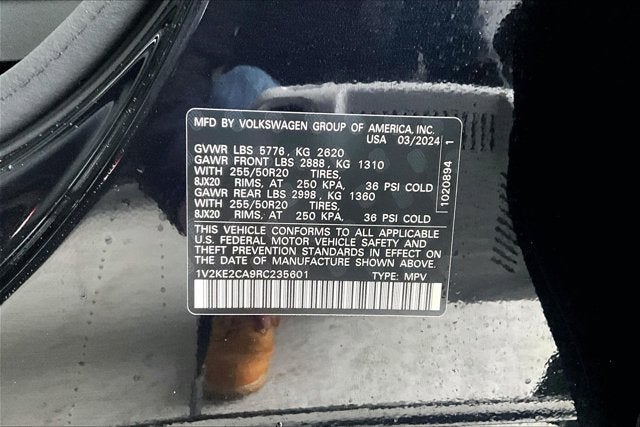 MFD BY VOLKSWAGEN GROUP OF AMERICA, INC.
USA 03/2024
GVWR LBS 5776, KG 2620
GAWR FRONT LBS 2888, KG 1310
WITH 255/50R20 TIRES,
8JX20 RIMS, AT 250 KPA, 36 PSI COLD
GAWR REAR LBS 2998, KG 1360
WITH 255/50R20 TIRES,
8JX20 RIMS, AT 250 KPA, 36 PSI COLD
THIS VEHICLE CONFORMS TO ALL APPLICABLE
U.S. FEDERAL MOTOR VEHICLE SAFETY AND
THEFT PREVENTION STANDARDS IN EFFECT ON
THE DATE OF MANUFACTURE SHOWN ABOVE.
1V2KE2CA9RC235601 TYPE: MPV
1020894 1